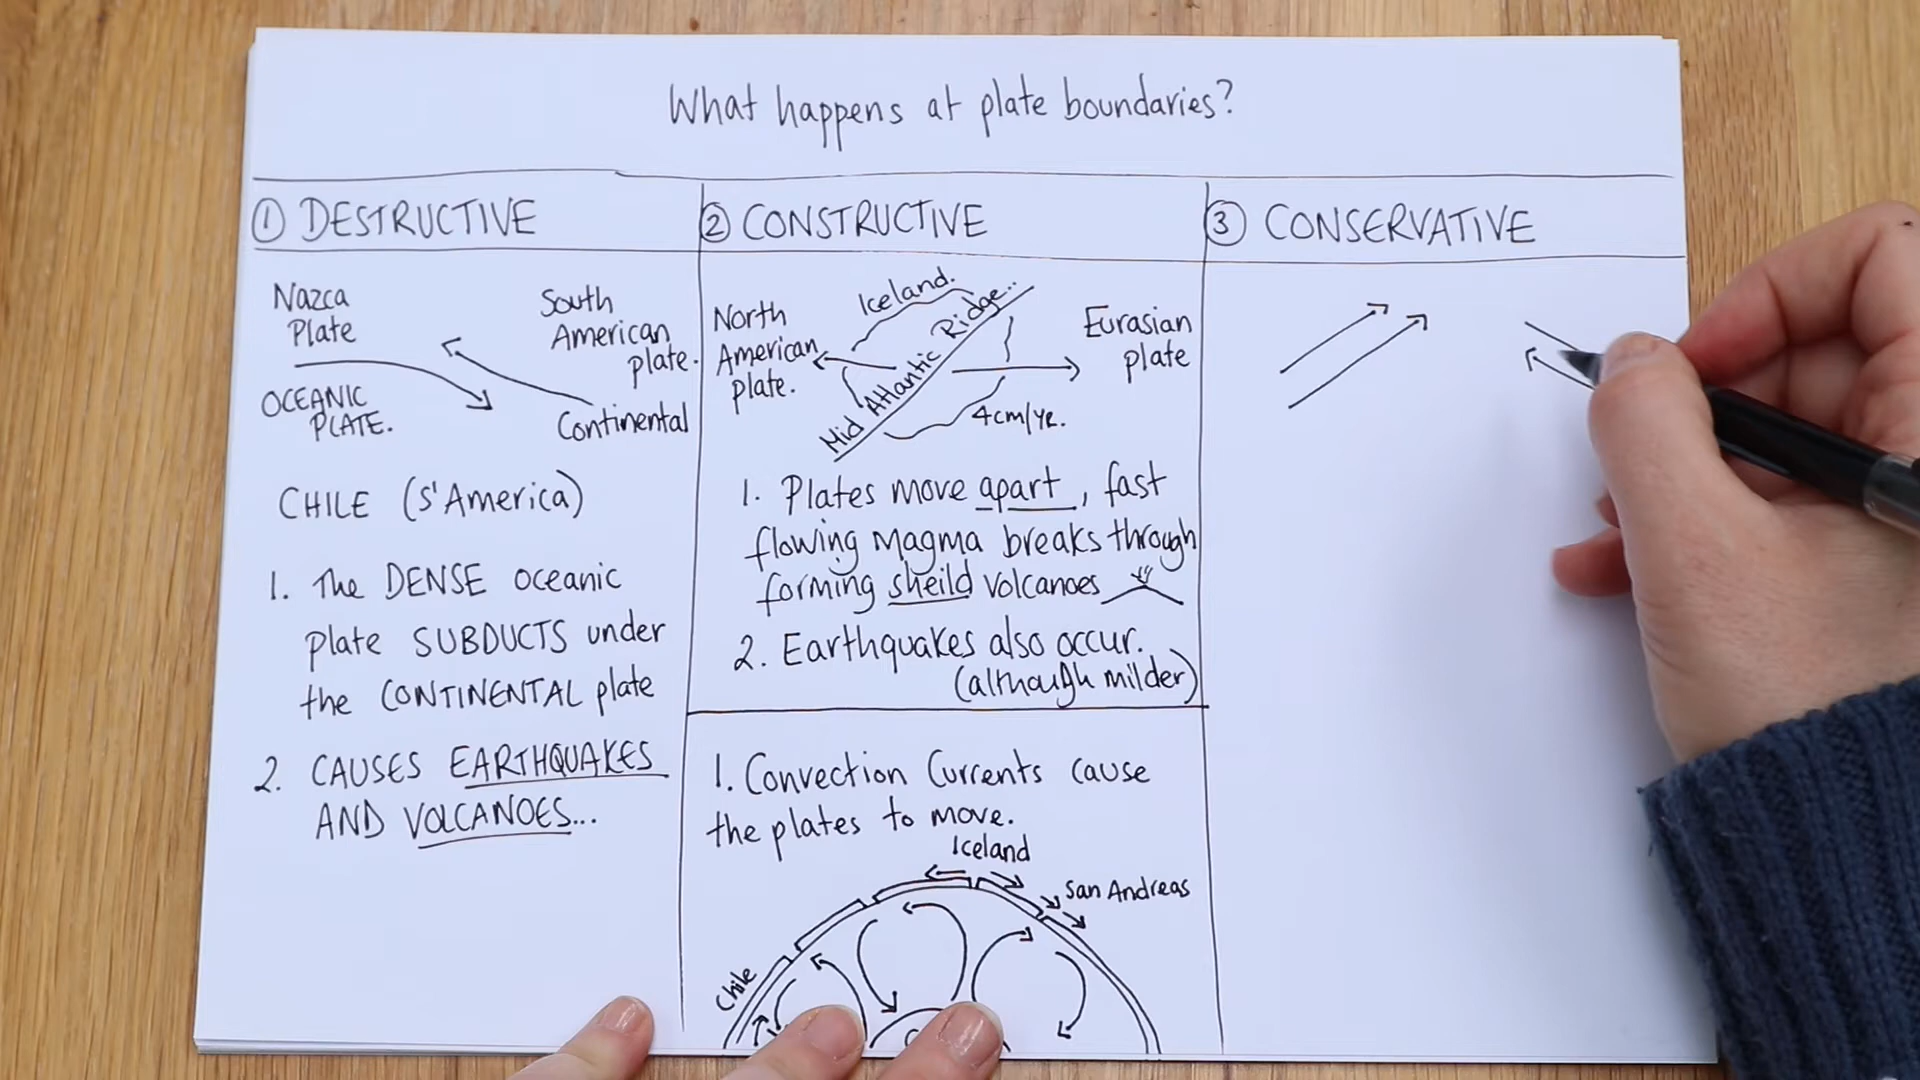 What happens at plate boundaries?
① DESTRUCTIVE
Nazca
Plate
South
American
plate.
OCEANIC
PLATE.
Continental
CHILE (S'America)
1. The DENSE oceanic
plate SUBDUCTS under
the CONTINENTAL plate
2. CAUSES EARTHQUAKES
AND VOLCANOES...
② CONSTRUCTIVE
Iceland.
North
American
plate.
Mid Atlantic Ridge...
Eurasian
plate
4cm/yr.
1. Plates move apart, fast
flowing magma breaks through
forming sheild volcanoes
2. Earthquakes also occur.
(although milder)
1. Convection Currents cause
the plates to move.
Iceland
San Andreas
Chile
③ CONSERVATIVE